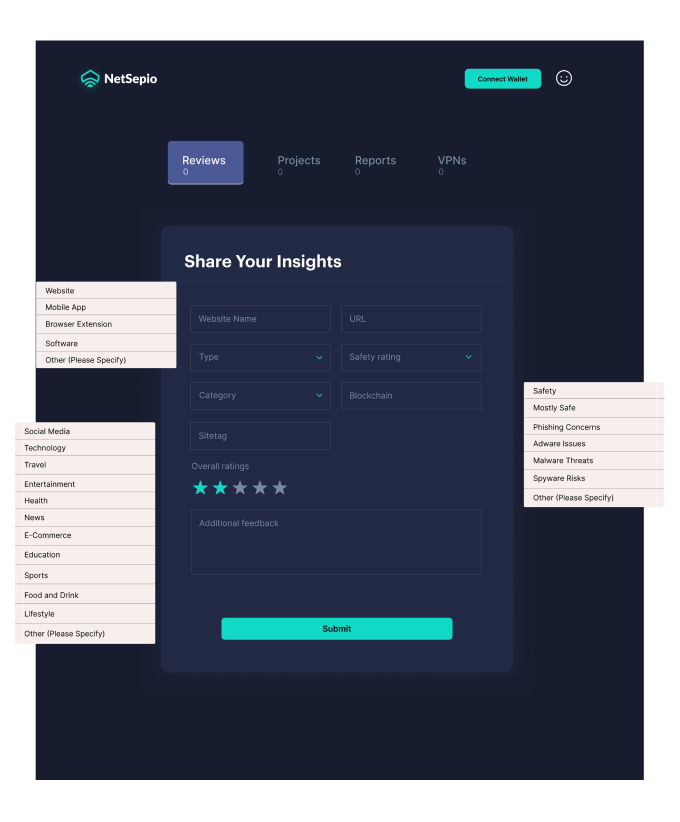 NetSepio
Connect Wallet
Reviews
0
Projects
0
Reports
0
VPNs
0
Share Your Insights
Website
Mobile App
Browser Extension
Software
Other (Please Specify)
Website Name
URL
Type
Safety rating
Category
Blockchain
Sitetag
Overall ratings
Additional feedback
Submit
Safety
Mostly Safe
Phishing Concerns
Adware Issues
Malware Threats
Spyware Risks
Other (Please Specify)
Social Media
Technology
Travel
Entertainment
Health
News
E-Commerce
Education
Sports
Food and Drink
Lifestyle
Other (Please Specify)